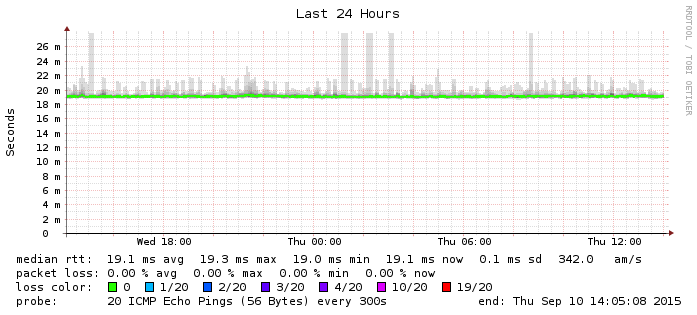 Last 24 Hours
RRDTOOL / TOBI OETIKER
Seconds
26 m
24 m
22 m
20 m
18 m
16 m
14 m
12 m
10 m
8 m
6 m
4 m
2 m
0
Wed 18:00 Thu 00:00 Thu 06:00 Thu 12:00
median rtt: 19.1 ms avg 19.3 ms max 19.0 ms min 19.1 ms now 0.1 ms sd 342.0 am/s
packet loss: 0.00 % avg 0.00 % max 0.00 % min 0.00 % now
loss color: 0 1/20 2/20 3/20 4/20 10/20 19/20
probe: 20 ICMP Echo Pings (56 Bytes) every 300s end: Thu Sep 10 14:05:08 2015